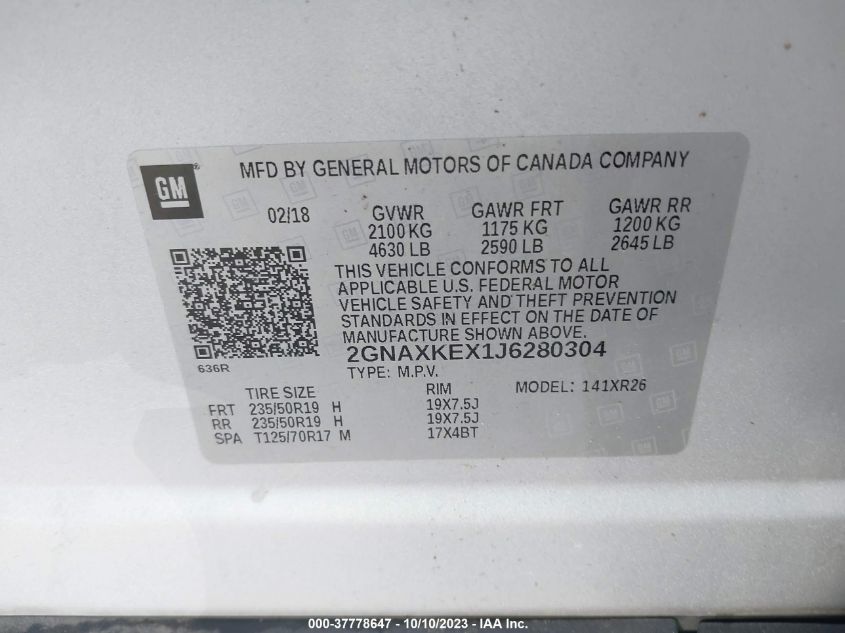 GM
MFD BY GENERAL MOTORS OF CANADA COMPANY
02/18 GVWR GAWR FRT GAWR RR
2100 KG 1175 KG 1200 KG
4630 LB 2590 LB 2645 LB
THIS VEHICLE CONFORMS TO ALL
APPLICABLE U.S. FEDERAL MOTOR
VEHICLE SAFETY AND THEFT PREVENTION
STANDARDS IN EFFECT ON THE DATE OF
MANUFACTURE SHOWN ABOVE.
2GNAXKEX1J6280304
636R
TYPE: M.P.V.
TIRE SIZE RIM MODEL: 141XR26
FRT 235/50R19 H 19X7.5J
RR 235/50R19 H 19X7.5J
SPA T125/70R17 M 17X4BT
000-37778647 - 10/10/2023 - IAA Inc.